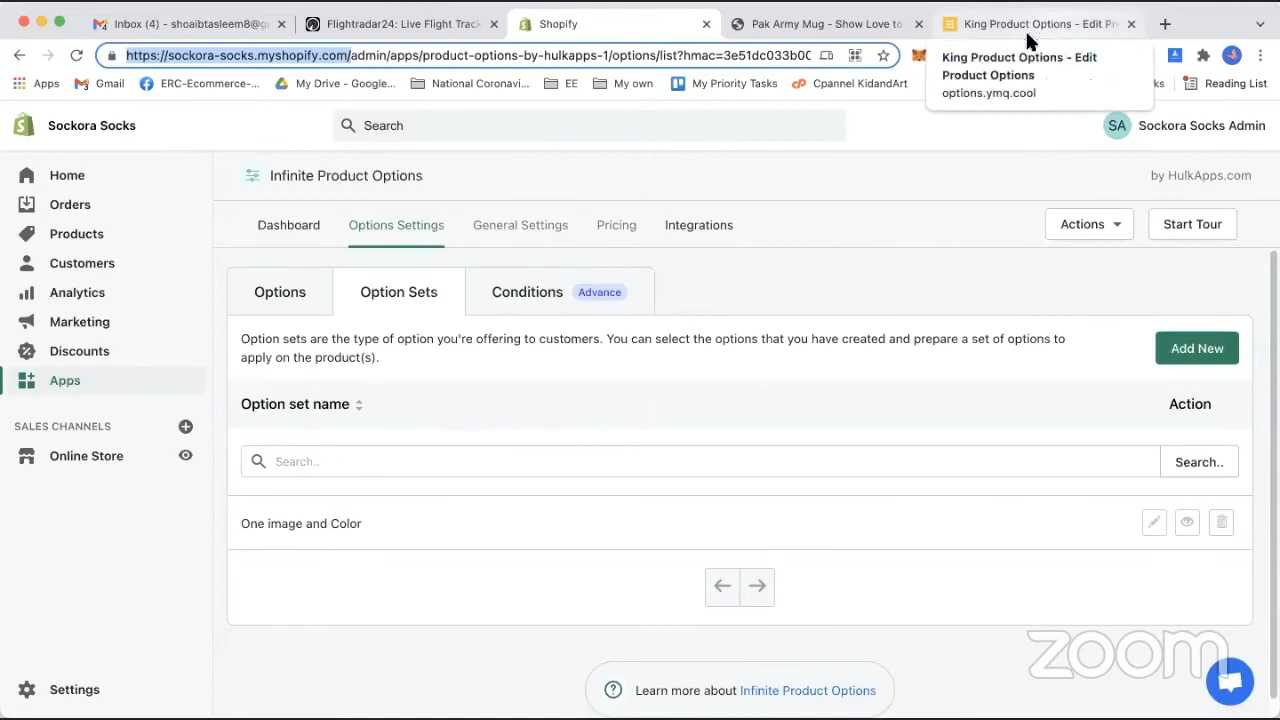 Inbox (4) - shoaibtasleem8@g
Flightradar24: Live Flight Track
Shopify
Pak Army Mug - Show Love to
King Product Options - Edit Pr
https://sockora-socks.myshopify.com/admin/apps/product-options-by-hulkapps-1/options/list?hmac=3e51dc033b00
King Product Options - Edit
Product Options
options.ymq.cool
Apps
Gmail
ERC-Ecommerce-...
My Drive - Google...
National Coronavi...
EE
My own
My Priority Tasks
Cpannel KidandArt
ks
Reading List
Sockora Socks
Search
SA
Sockora Socks Admin
Home
Orders
Products
Customers
Analytics
Marketing
Discounts
Apps
SALES CHANNELS
Online Store
Settings
Infinite Product Options
by HulkApps.com
Dashboard
Options Settings
General Settings
Pricing
Integrations
Actions
Start Tour
Options
Option Sets
Conditions
Advance
Option sets are the type of option you're offering to customers. You can select the options that you have created and prepare a set of options to
apply on the product(s).
Add New
Option set name
Action
Search..
Search..
One image and Color
Learn more about Infinite Product Options
zoom